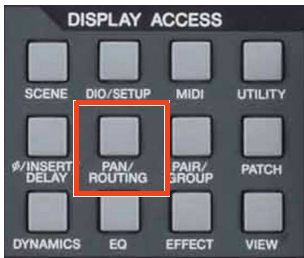 DISPLAY ACCESS
SCENE DIO/SETUP MIDI UTILITY
ø/INSERT PAN/ PAIR/ PATCH
DELAY ROUTING GROUP
DYNAMICS EQ EFFECT VIEW